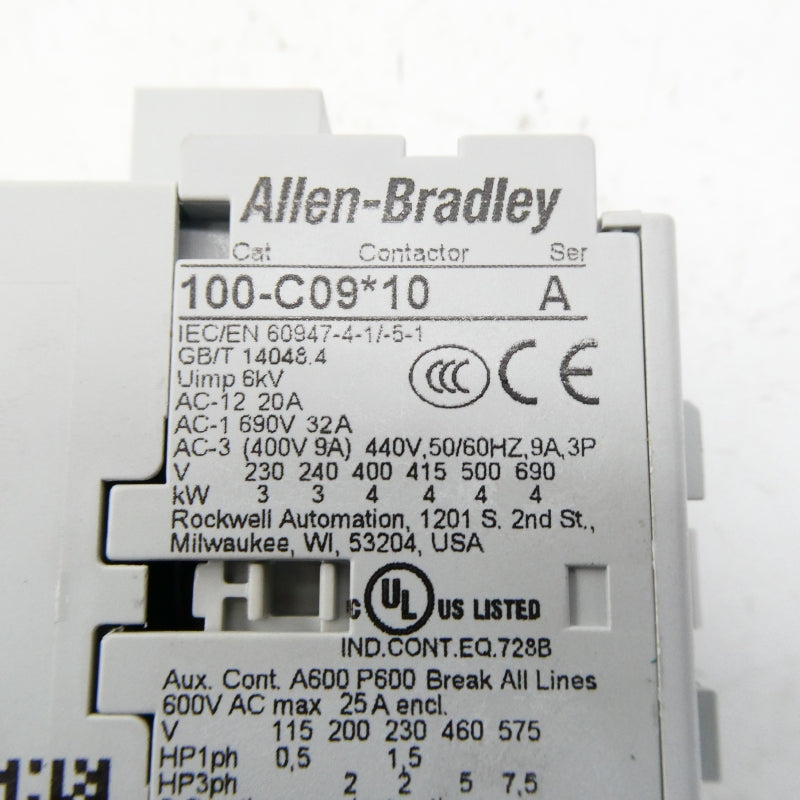 Allen-Bradley
Cat Contactor Ser
100-C09*10 A
IEC/EN 60947-4-1/-5-1
GB/T 14048.4
Uimp 6kV
CCC CE
AC-12 20A
AC-1 690V 32A
AC-3 (400V 9A) 440V,50/60HZ,9A,3P
V 230 240 400 415 500 690
kW 3 3 4 4 4 4
Rockwell Automation, 1201 S. 2nd St.,
Milwaukee, WI, 53204, USA
c UL US LISTED
IND.CONT.EQ.728B
Aux. Cont. A600 P600 Break All Lines
600V AC max 25A encl.
V 115 200 230 460 575
HP1ph 0,5 1,5
HP3ph 2 2 5 7,5